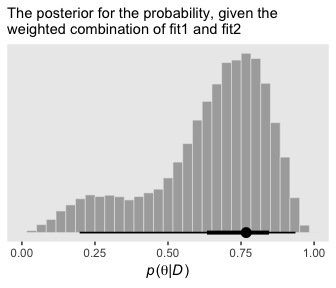 The posterior for the probability, given the
weighted combination of fit1 and fit2
0.00 0.25 0.50 0.75 1.00
p(θ|D)